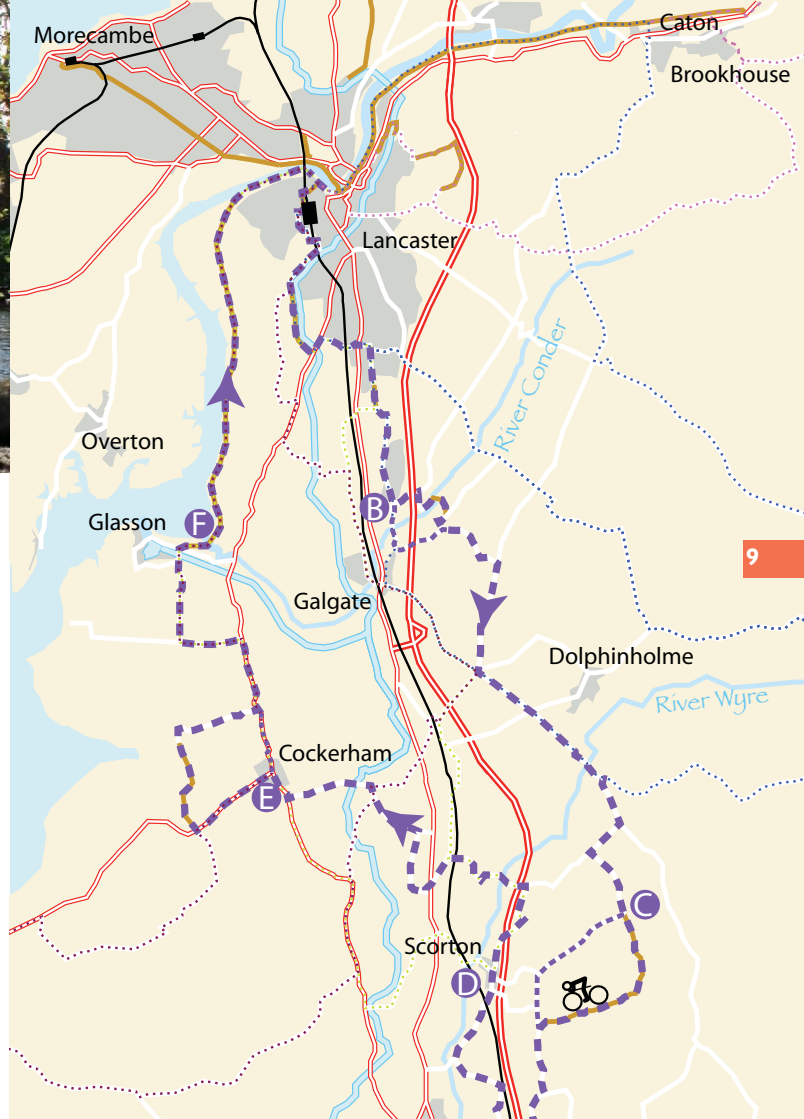 Morecambe
Caton
Brookhouse
Lancaster
River Conder
Overton
B
Glasson
F
9
Galgate
Dolphinholme
River Wyre
Cockerham
E
C
Scorton
D